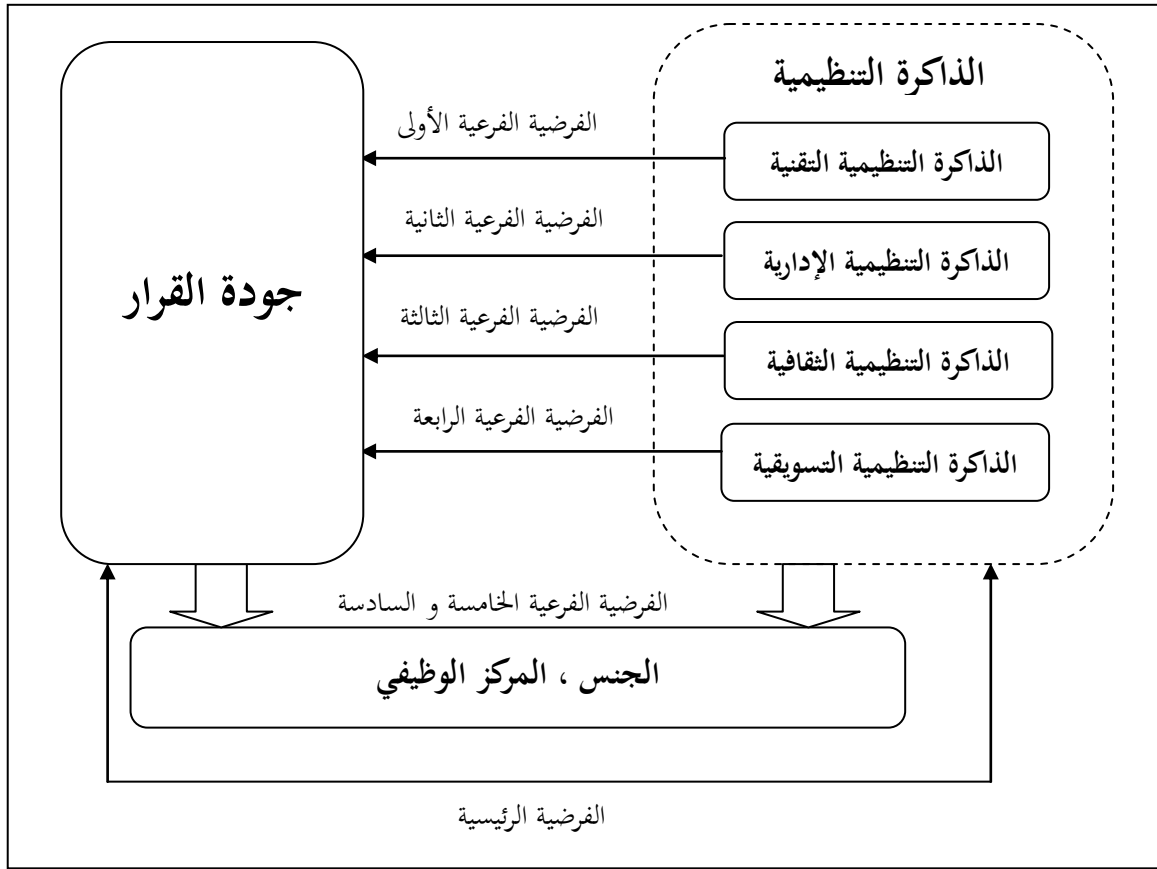 الذاكرة التنظيمية
الفرضية الفرعية الأولى
الذاكرة التنظيمية التقنية
الفرضية الفرعية الثانية
الذاكرة التنظيمية الإدارية
جودة القرار
الفرضية الفرعية الثالثة
الذاكرة التنظيمية الثقافية
الفرضية الفرعية الرابعة
الذاكرة التنظيمية التسويقية
الفرضية الفرعية الخامسة و السادسة
الجنس ، المركز الوظيفي
الفرضية الرئيسية